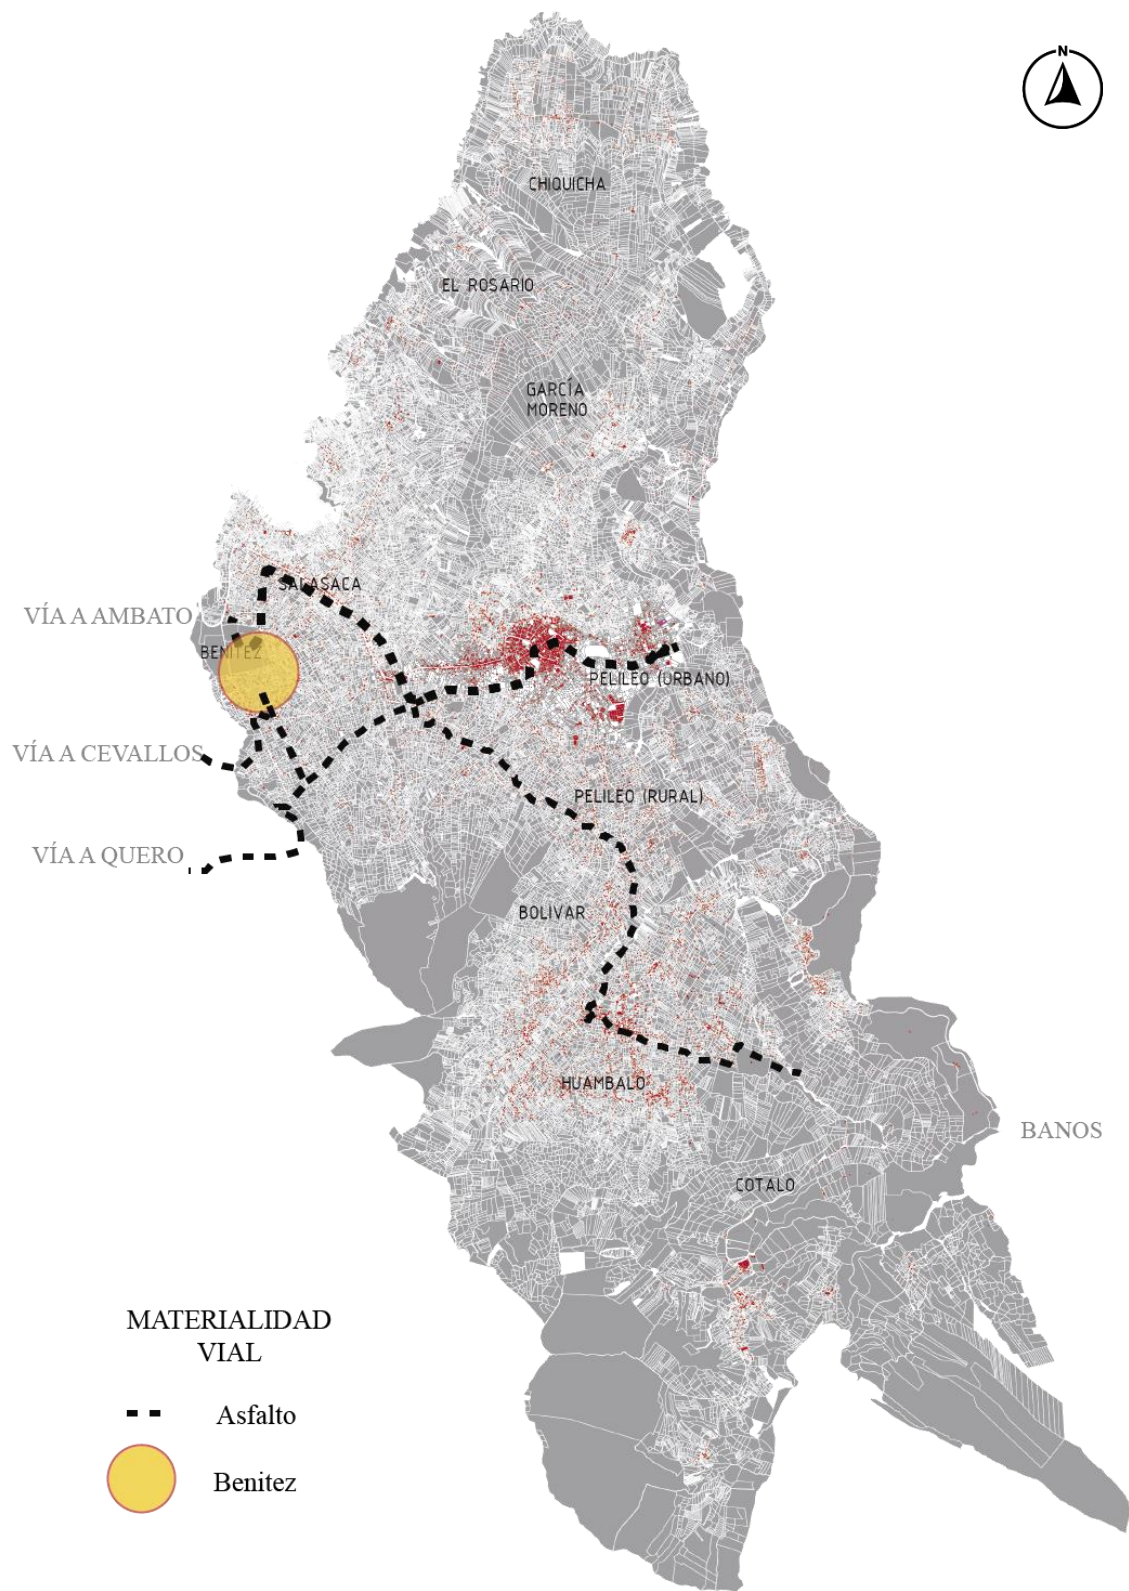 N
CHIQUICHA
EL ROSARIO
GARCÍA
MORENO
SALASACA
VÍA A AMBATO
BENITEZ
PELILEO (URBANO)
VÍA A CEVALLOS
PELILEO (RURAL)
VÍA A QUERO
BOLIVAR
HUAMBALO
BANOS
COTALO
MATERIALIDAD
VIAL
Asfalto
Benitez